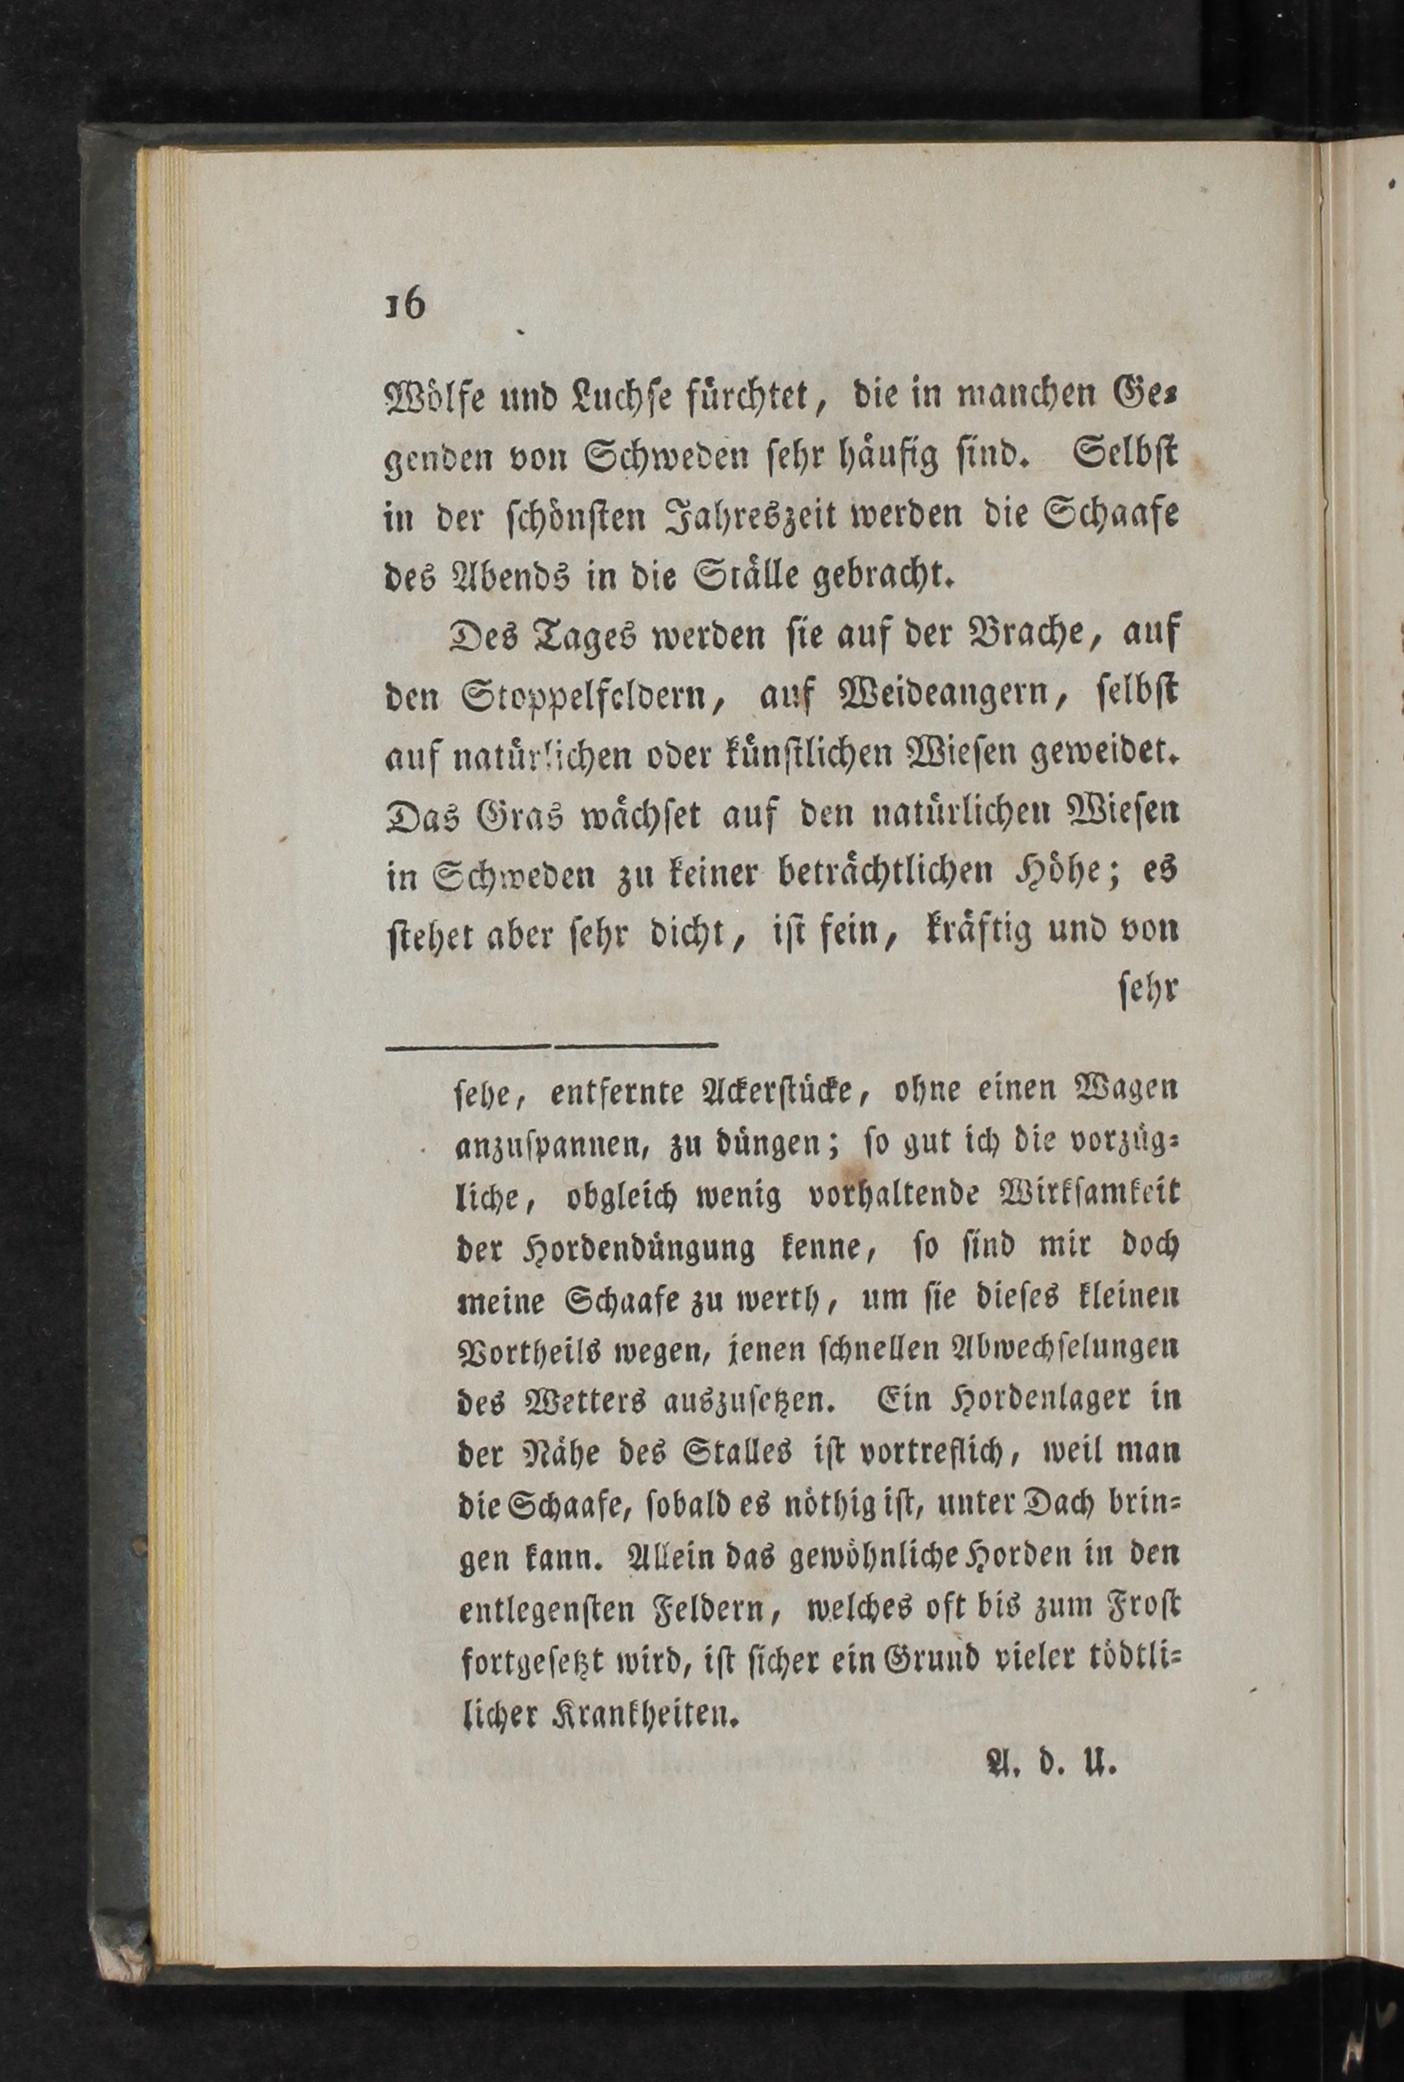 16
Wölfe und Luchſe fürchtet, die in manchen Ge-
genden von Schweden ſehr häufig ſind. Selbſt
in der ſchönſten Jahreszeit werden die Schaafe
des Abends in die Ställe gebracht.
Des Tages werden ſie auf der Brache, auf
den Stoppelfeldern, auf Weideangern, ſelbſt
auf natürlichen oder künſtlichen Wieſen geweidet.
Das Gras wächſet auf den natürlichen Wieſen
in Schweden zu keiner beträchtlichen Höhe; es
ſtehet aber ſehr dicht, iſt fein, kräftig und von
ſehr
ſehe, entfernte Ackerſtücke, ohne einen Wagen
anzuſpannen, zu düngen; ſo gut ich die vorzüg-
liche, obgleich wenig vorhaltende Wirkſamkeit
der Hordendüngung kenne, ſo ſind mir doch
meine Schaafe zu werth, um ſie dieſes kleinen
Vortheils wegen, jenen ſchnellen Abwechſelungen
des Wetters auszuſetzen. Ein Hordenlager in
der Nähe des Stalles iſt vortreflich, weil man
die Schaafe, ſobald es nöthig iſt, unter Dach brin-
gen kann. Allein das gewöhnliche Horden in den
entlegenſten Feldern, welches oft bis zum Froſt
fortgeſetzt wird, iſt ſicher ein Grund vieler tödtli-
licher Krankheiten.
A. d. U.